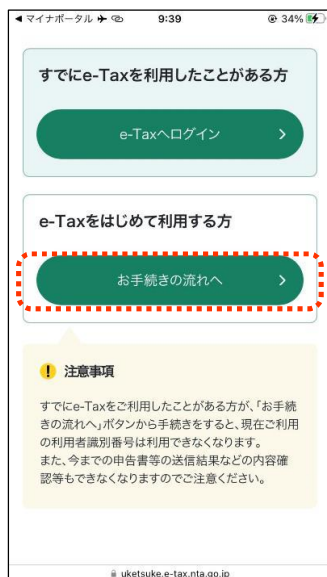 マイナポータル
9:39
34%
すでにe-Taxを利用したことがある方
e-Taxへログイン
e-Taxをはじめて利用する方
お手続きの流れへ
注意事項
すでにe-Taxをご利用したことがある方が、「お手続
きの流れへ」ボタンから手続きをすると、現在ご利用
の利用者識別番号は利用できなくなります。
また、今までの申告書等の送信結果などの内容確
認等もできなくなりますのでご注意ください。
uketsuke.e-tax.nta.go.jp